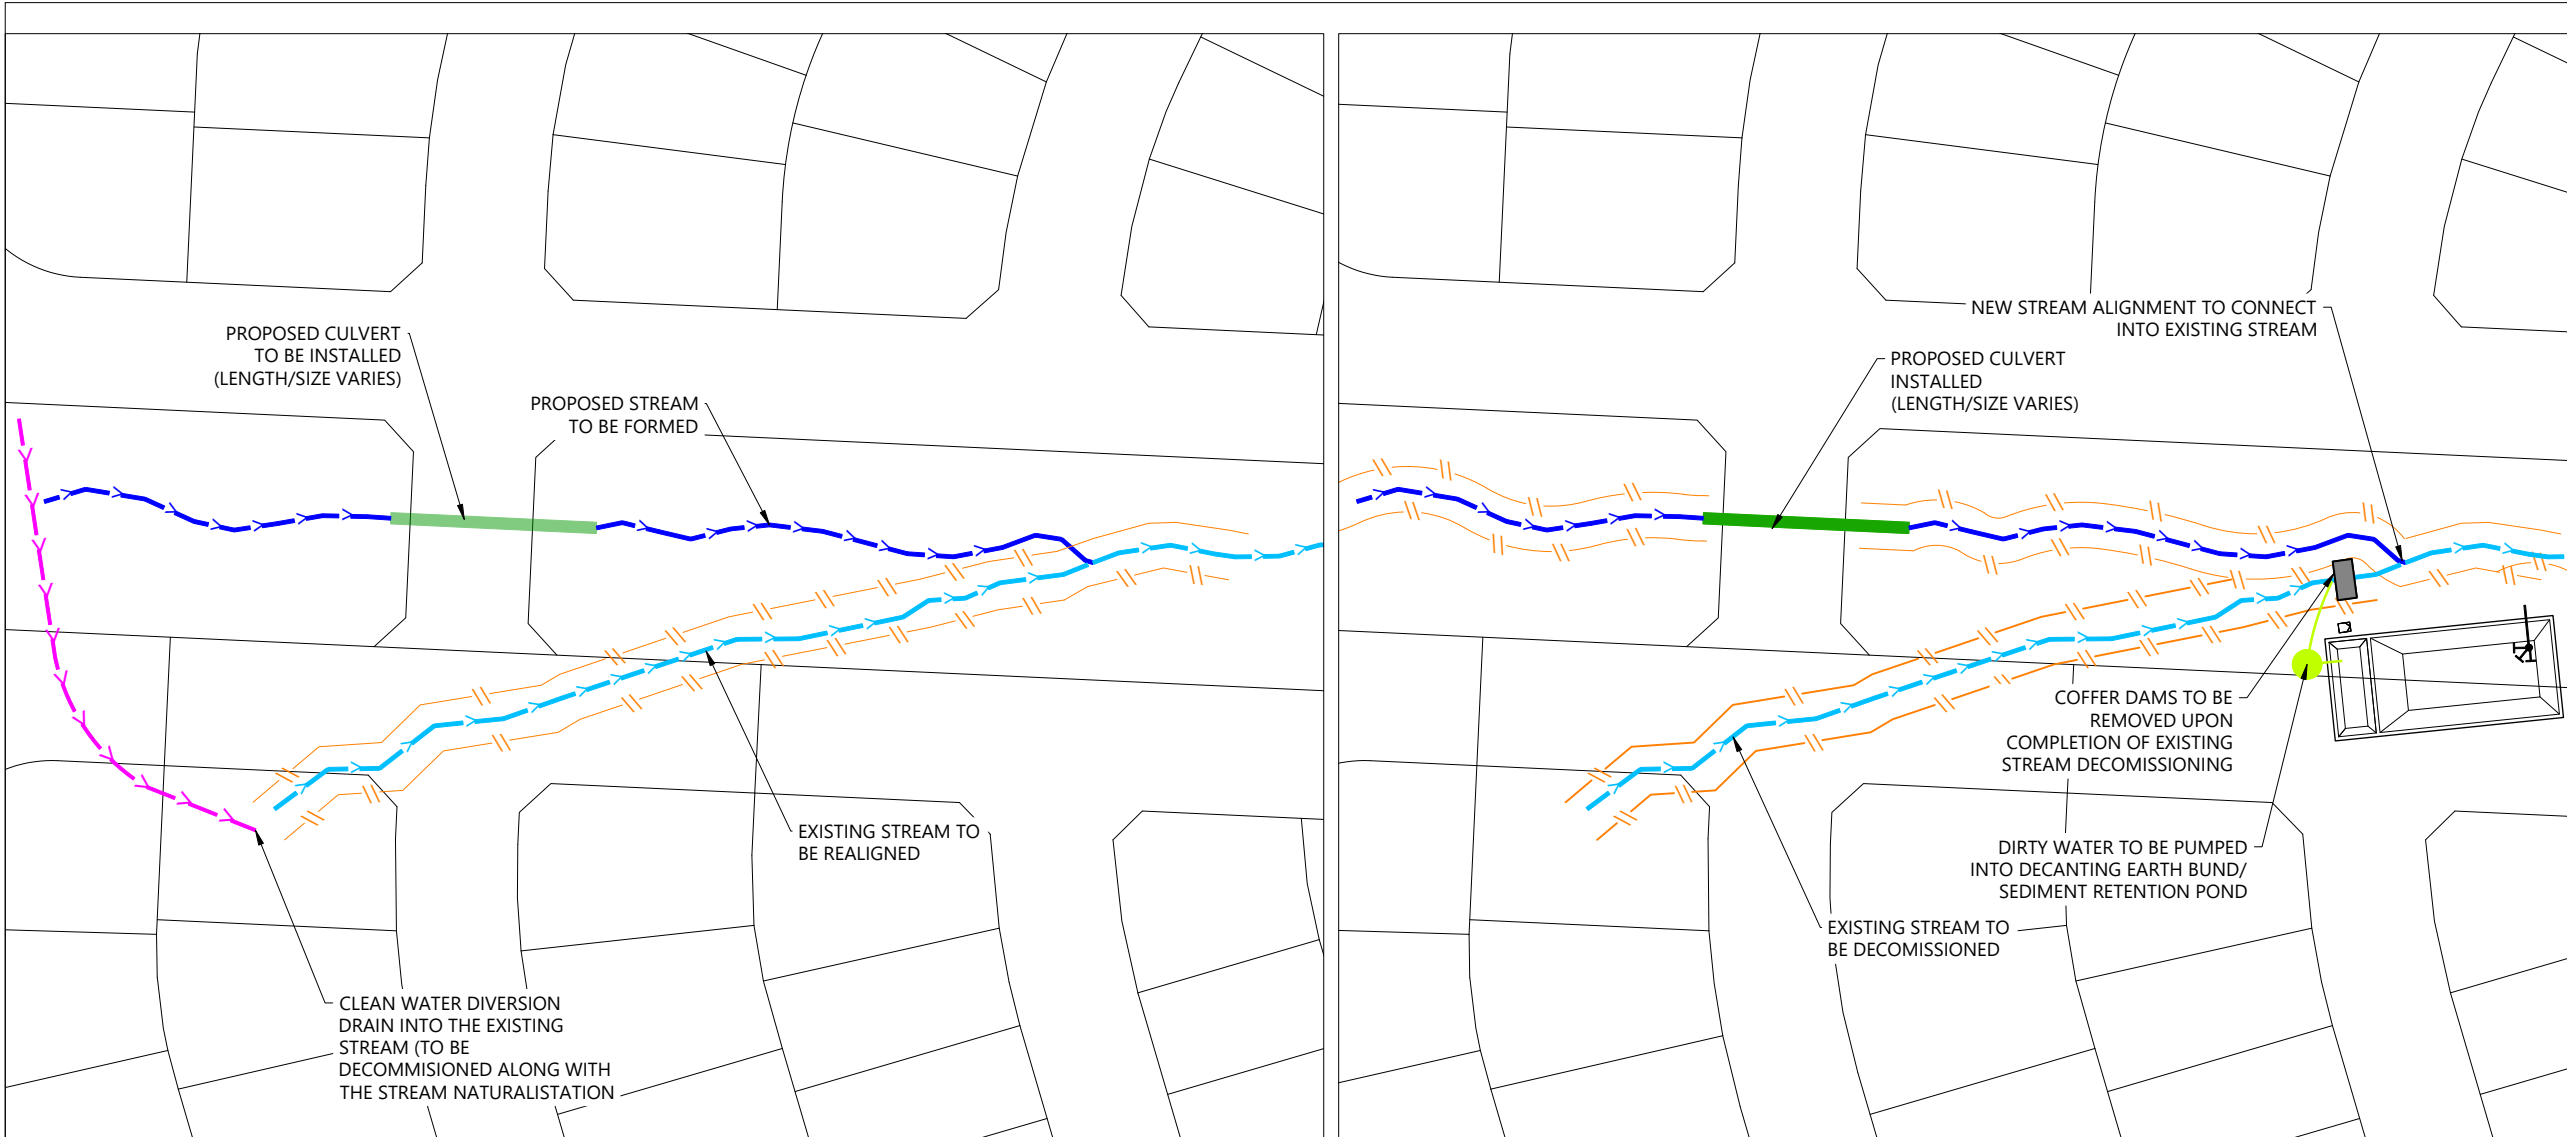 PROPOSED CULVERT
TO BE INSTALLED
(LENGTH/SIZE VARIES)
PROPOSED STREAM
TO BE FORMED
EXISTING STREAM TO
BE REALIGNED
CLEAN WATER DIVERSION
DRAIN INTO THE EXISTING
STREAM (TO BE
DECOMMISIONED ALONG WITH
THE STREAM NATURALISTATION
NEW STREAM ALIGNMENT TO CONNECT
INTO EXISTING STREAM
PROPOSED CULVERT
INSTALLED
(LENGTH/SIZE VARIES)
COFFER DAMS TO BE
REMOVED UPON
COMPLETION OF EXISTING
STREAM DECOMISSIONING
DIRTY WATER TO BE PUMPED
INTO DECANTING EARTH BUND/
SEDIMENT RETENTION POND
EXISTING STREAM TO
BE DECOMISSIONED